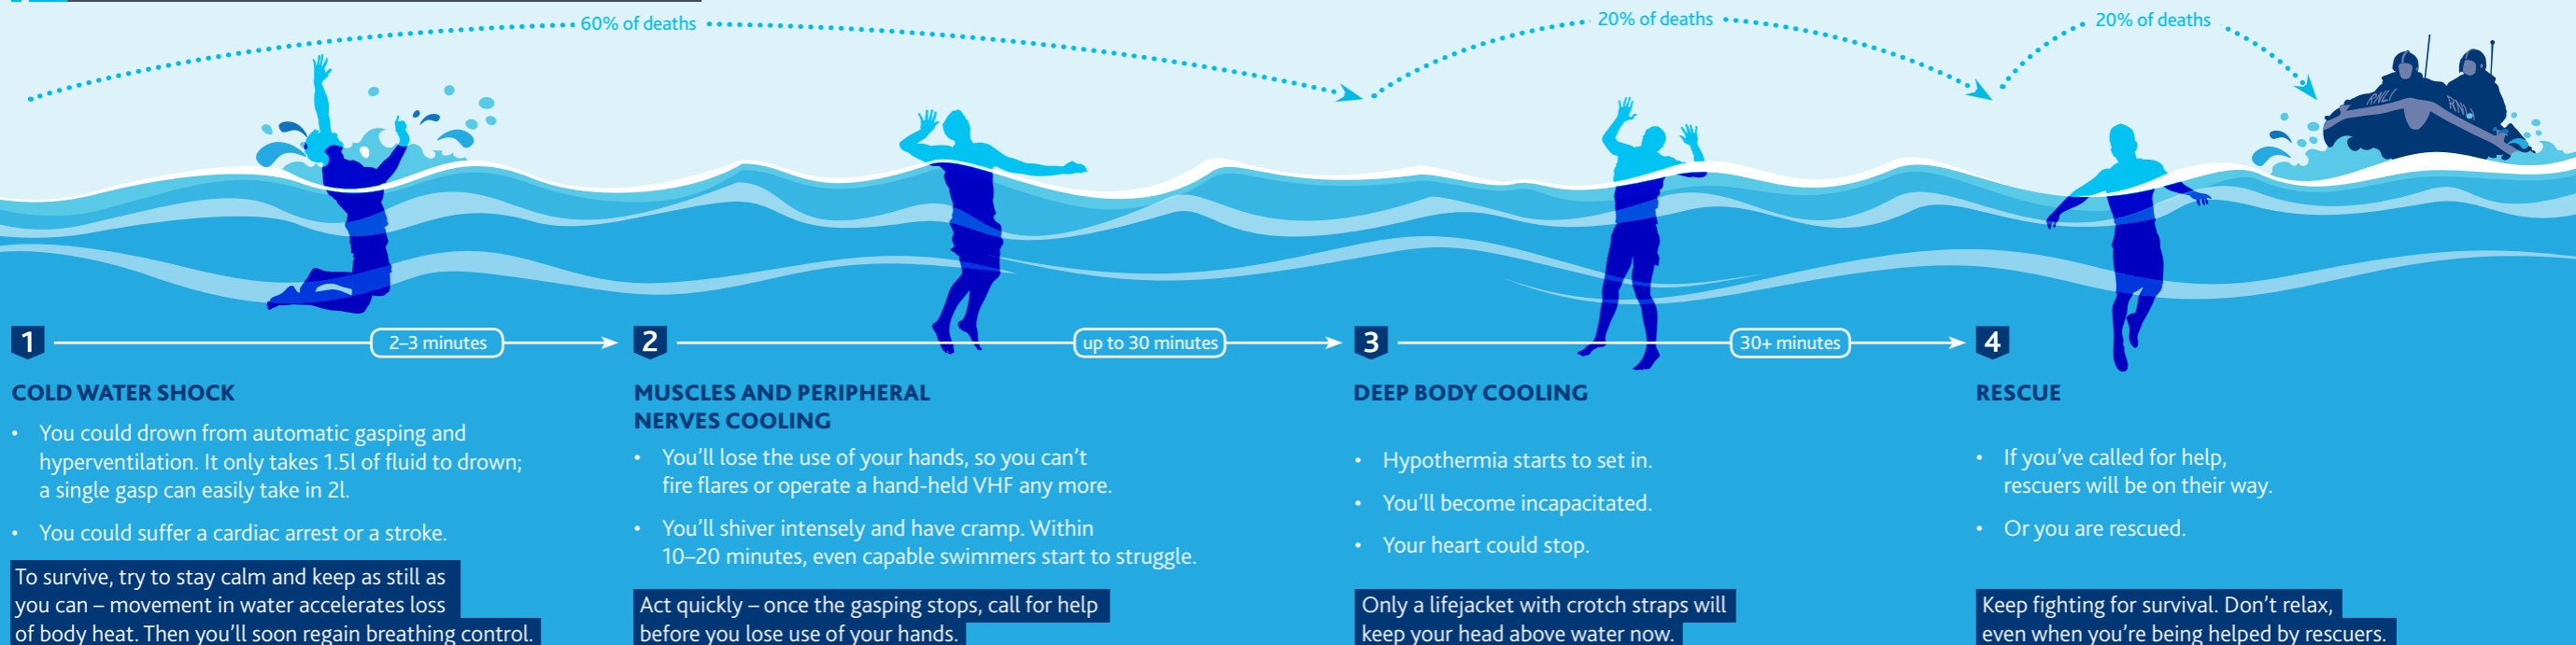 60% of deaths
20% of deaths
20% of deaths
RNLI
RNLI
1
2–3 minutes
2
up to 30 minutes
3
30+ minutes
4
COLD WATER SHOCK
• You could drown from automatic gasping and
hyperventilation. It only takes 1.5l of fluid to drown;
a single gasp can easily take in 2l.
• You could suffer a cardiac arrest or a stroke.
To survive, try to stay calm and keep as still as
you can – movement in water accelerates loss
of body heat. Then you’ll soon regain breathing control.
MUSCLES AND PERIPHERAL
NERVES COOLING
• You’ll lose the use of your hands, so you can’t
fire flares or operate a hand-held VHF any more.
• You’ll shiver intensely and have cramp. Within
10–20 minutes, even capable swimmers start to struggle.
Act quickly – once the gasping stops, call for help
before you lose use of your hands.
DEEP BODY COOLING
• Hypothermia starts to set in.
• You’ll become incapacitated.
• Your heart could stop.
Only a lifejacket with crotch straps will
keep your head above water now.
RESCUE
• If you’ve called for help,
rescuers will be on their way.
• Or you are rescued.
Keep fighting for survival. Don’t relax,
even when you’re being helped by rescuers.